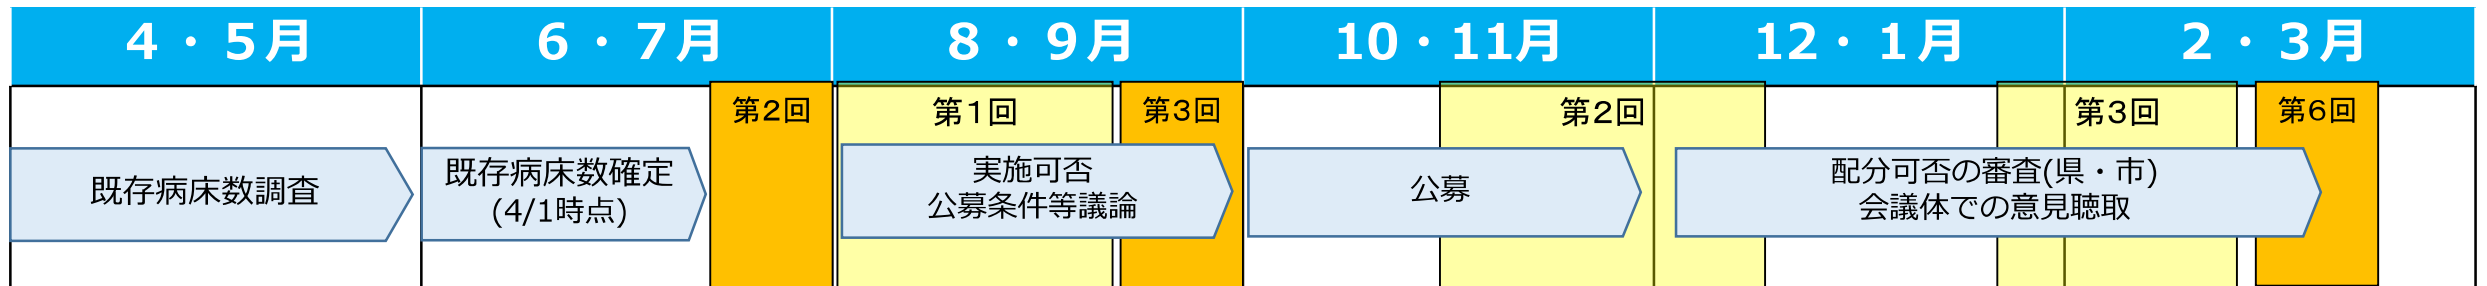 ４・５月
６・７月
８・９月
10・11月
12・１月
２・３月
第２回
第１回
第３回
第２回
第３回
第６回
既存病床数調査
既存病床数確定
(4/1時点)
実施可否
公募条件等議論
公募
配分可否の審査(県・市)
会議体での意見聴取